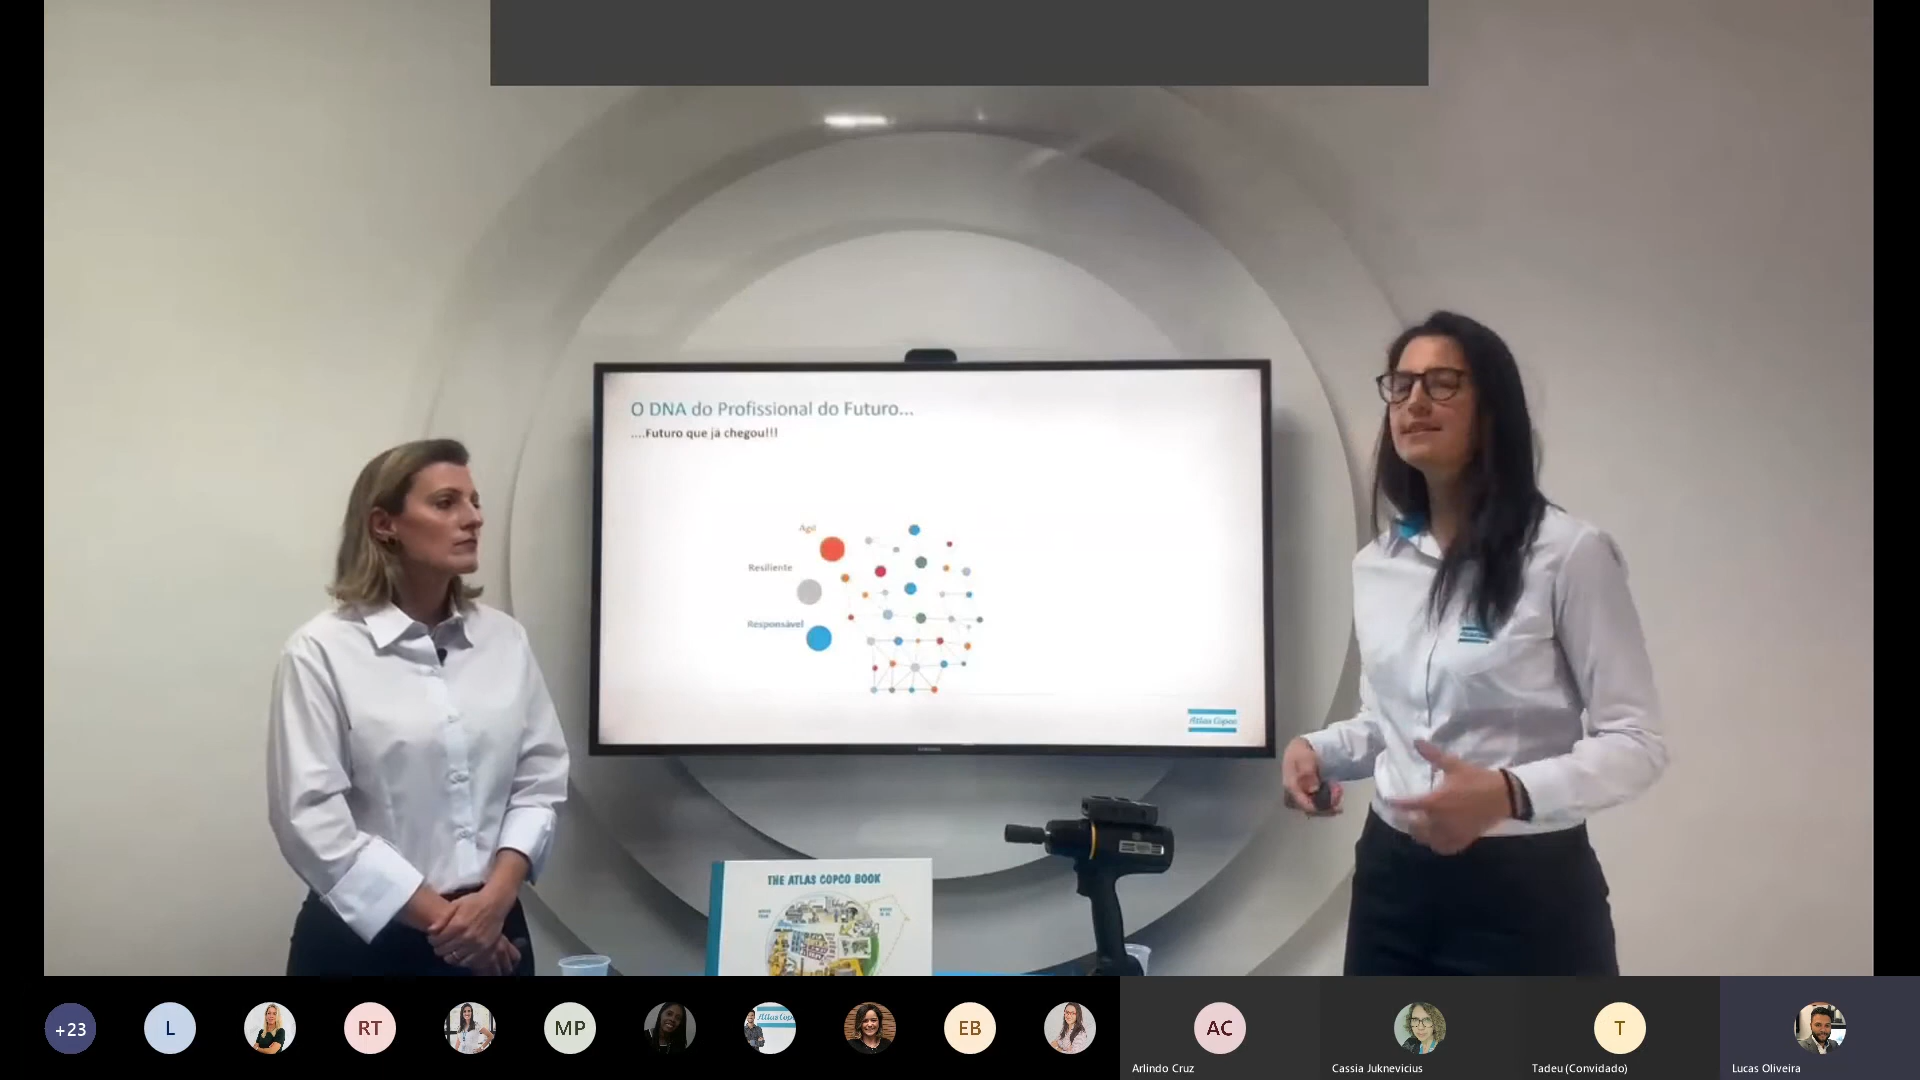 O DNA do Profissional do Futuro...
....Futuro que já chegou!!!
Ágil
Resiliente
Responsável
Atlas Copco
THE ATLAS COPCO BOOK
+23
L
RT
MP
EB
AC
T
Arlindo Cruz
Cassia Juknevicius
Tadeu (Convidado)
Lucas Oliveira